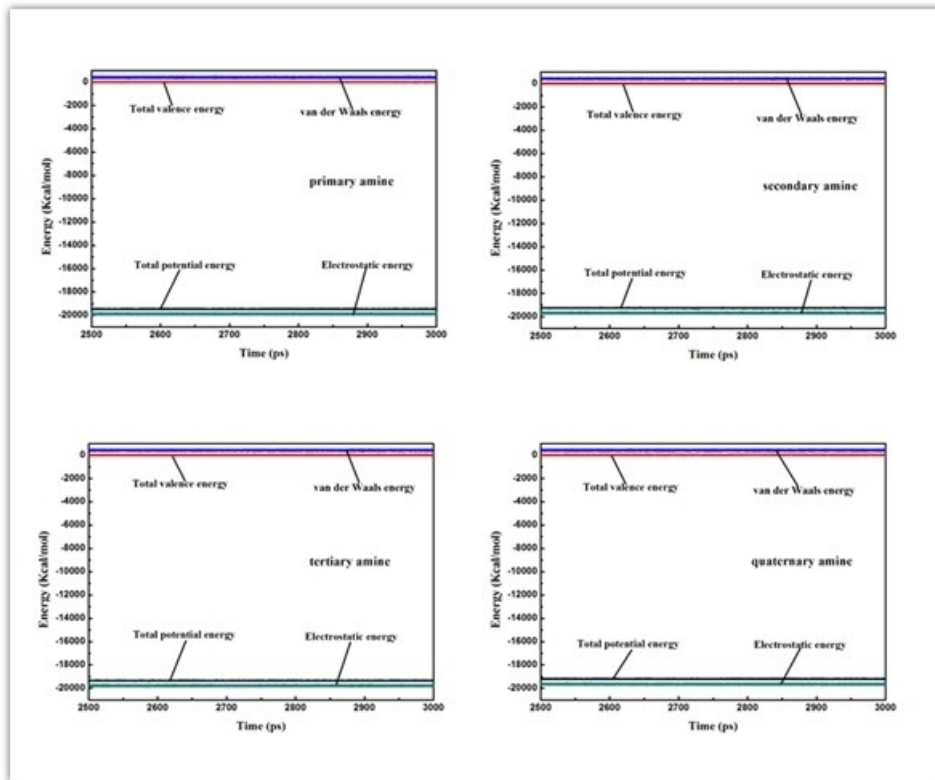 0
-2000
-4000
-6000
-8000
-10000
-12000
-14000
-16000
-18000
-20000
Energy (Kcal/mol)
Total valence energy
van der Waals energy
primary amine
Total potential energy
Electrostatic energy
2500 2600 2700 2800 2900 3000
Time (ps)
0
-2000
-4000
-6000
-8000
-10000
-12000
-14000
-16000
-18000
-20000
Energy (Kcal/mol)
Total valence energy
van der Waals energy
secondary amine
Total potential energy
Electrostatic energy
2500 2600 2700 2800 2900 3000
Time (ps)
0
-2000
-4000
-6000
-8000
-10000
-12000
-14000
-16000
-18000
-20000
Energy (Kcal/mol)
Total valence energy
van der Waals energy
tertiary amine
Total potential energy
Electrostatic energy
2500 2600 2700 2800 2900 3000
Time (ps)
0
-2000
-4000
-6000
-8000
-10000
-12000
-14000
-16000
-18000
-20000
Energy (Kcal/mol)
Total valence energy
van der Waals energy
quaternary amine
Total potential energy
Electrostatic energy
2500 2600 2700 2800 2900 3000
Time (ps)